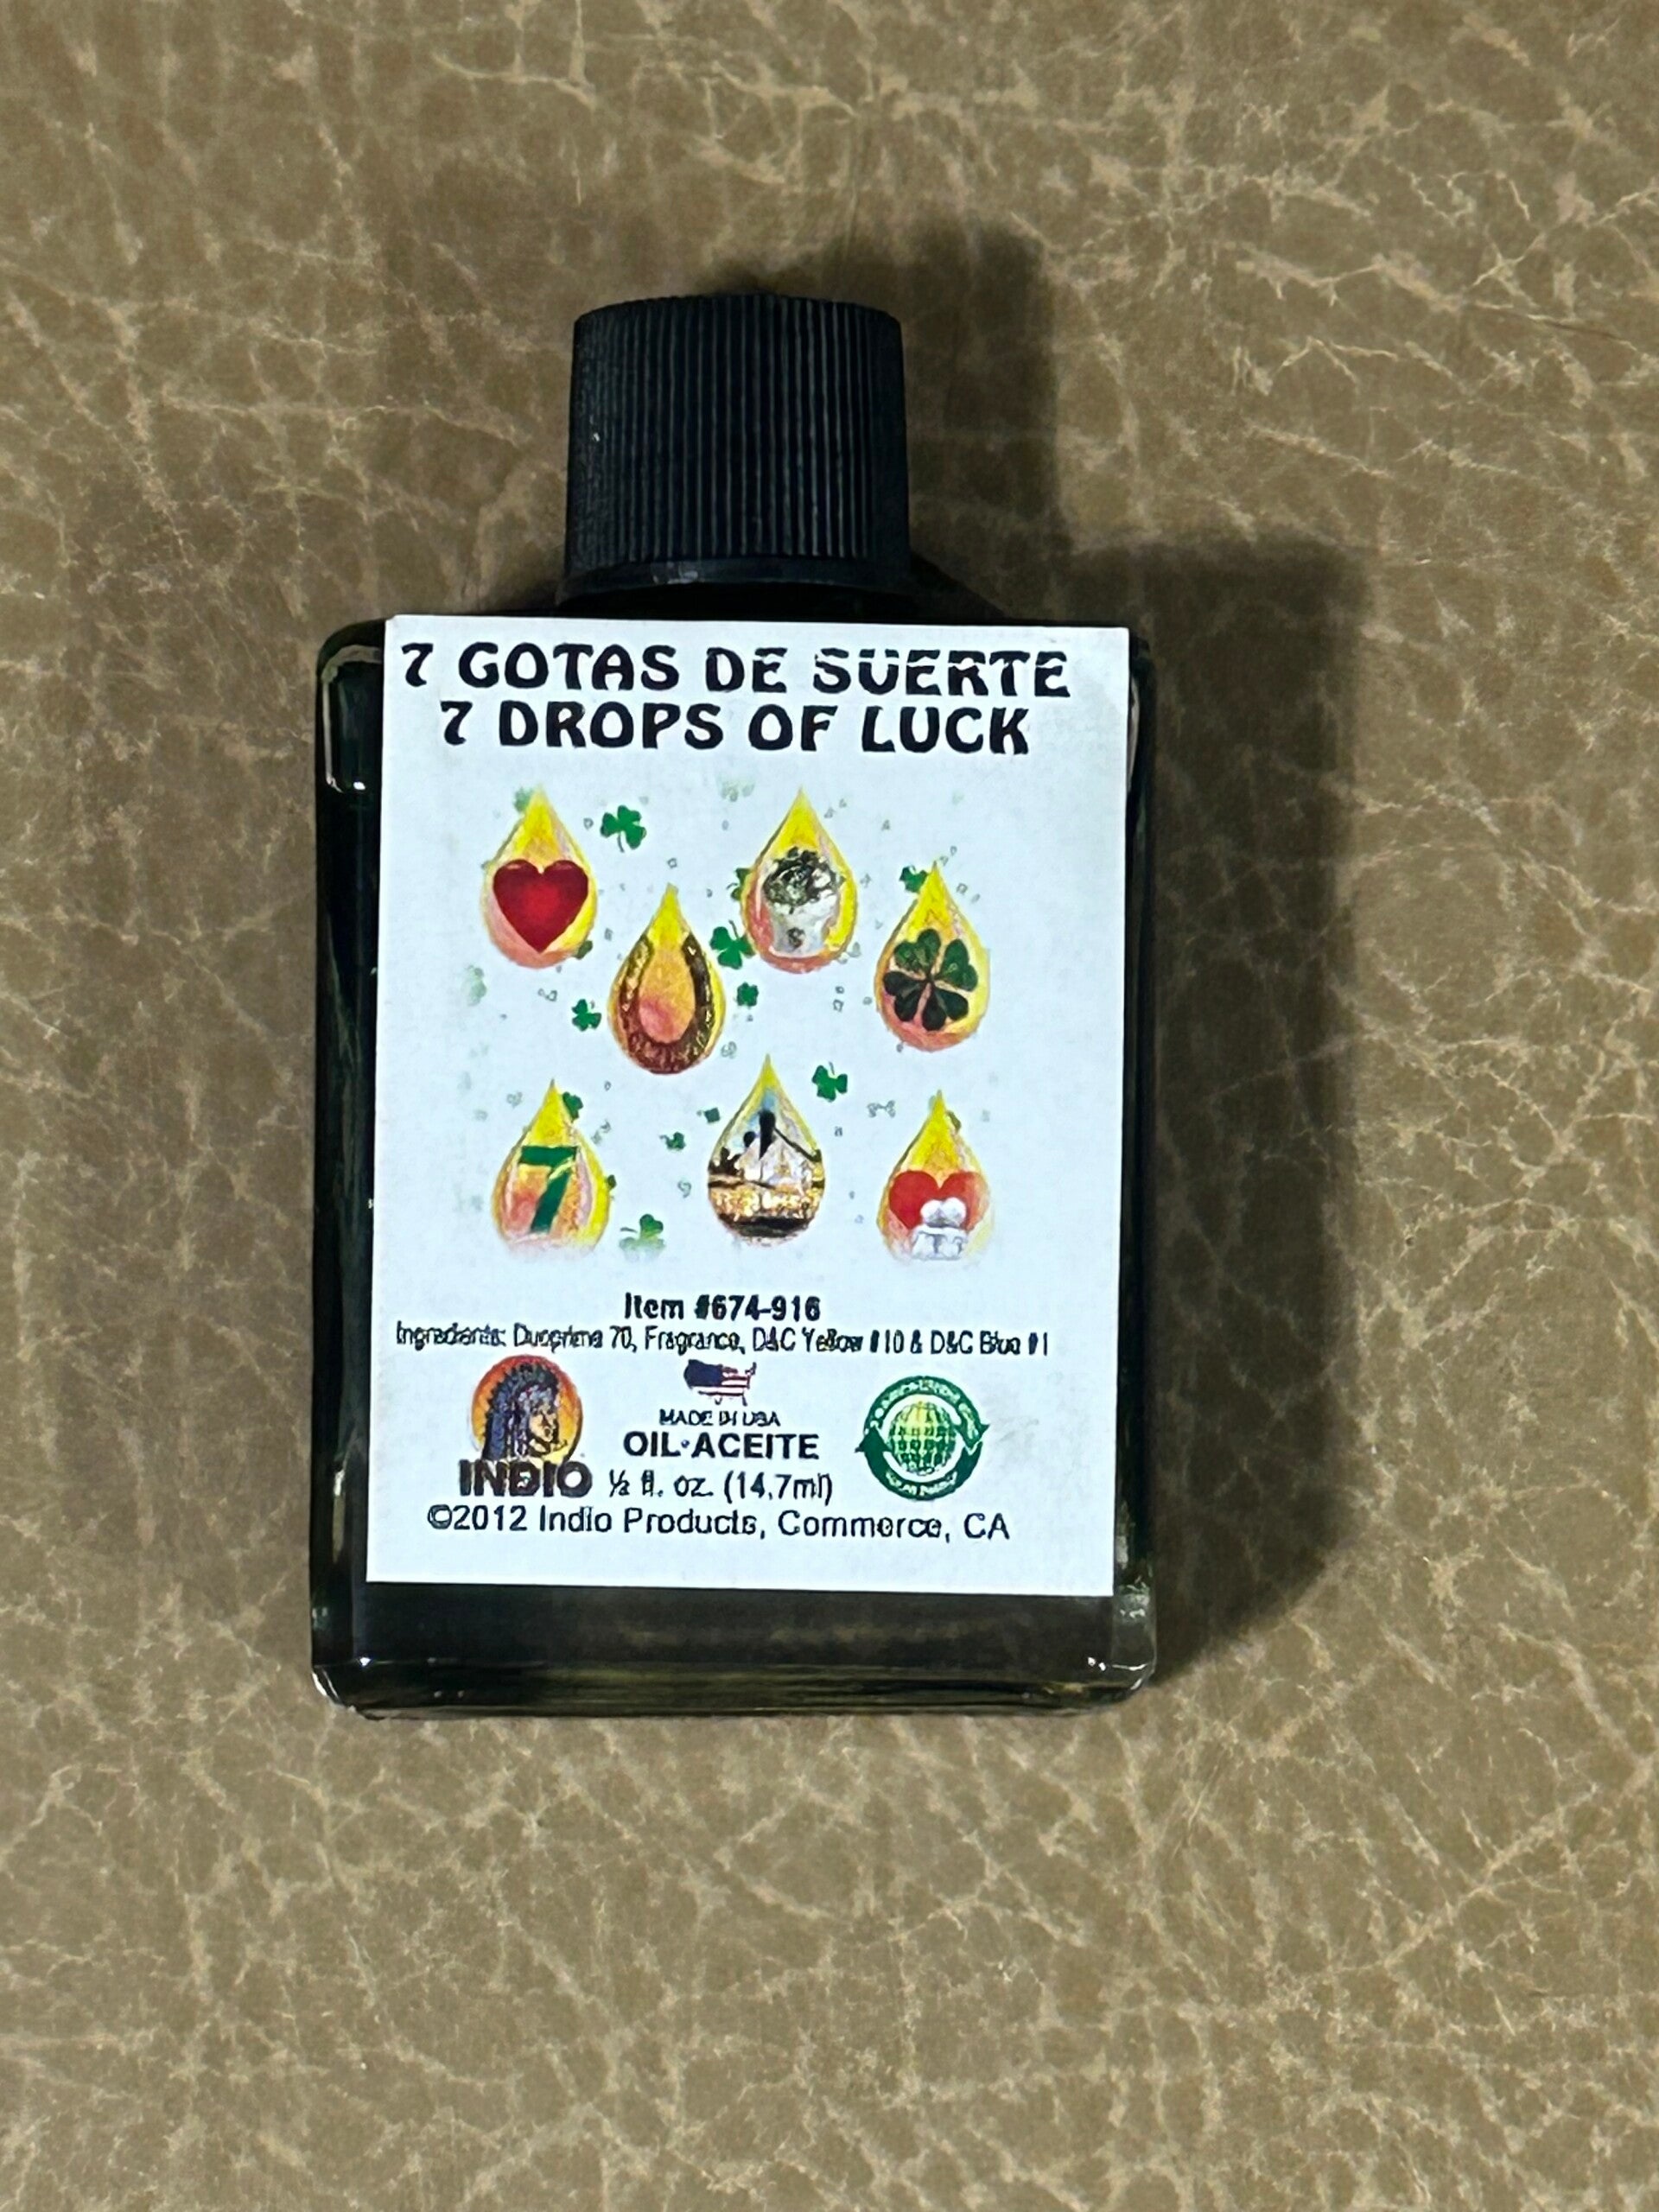 7 GOTAS DE SUERTE
7 DROPS OF LUCK
7
Item #674-916
Ingredients: Duoprime 70, Fragrance, D&C Yellow #10 & D&C Blue #1
MADE IN USA
OIL·ACEITE
INDIO ½ fl. oz. (14.7ml)
©2012 Indio Products, Commerce, CA